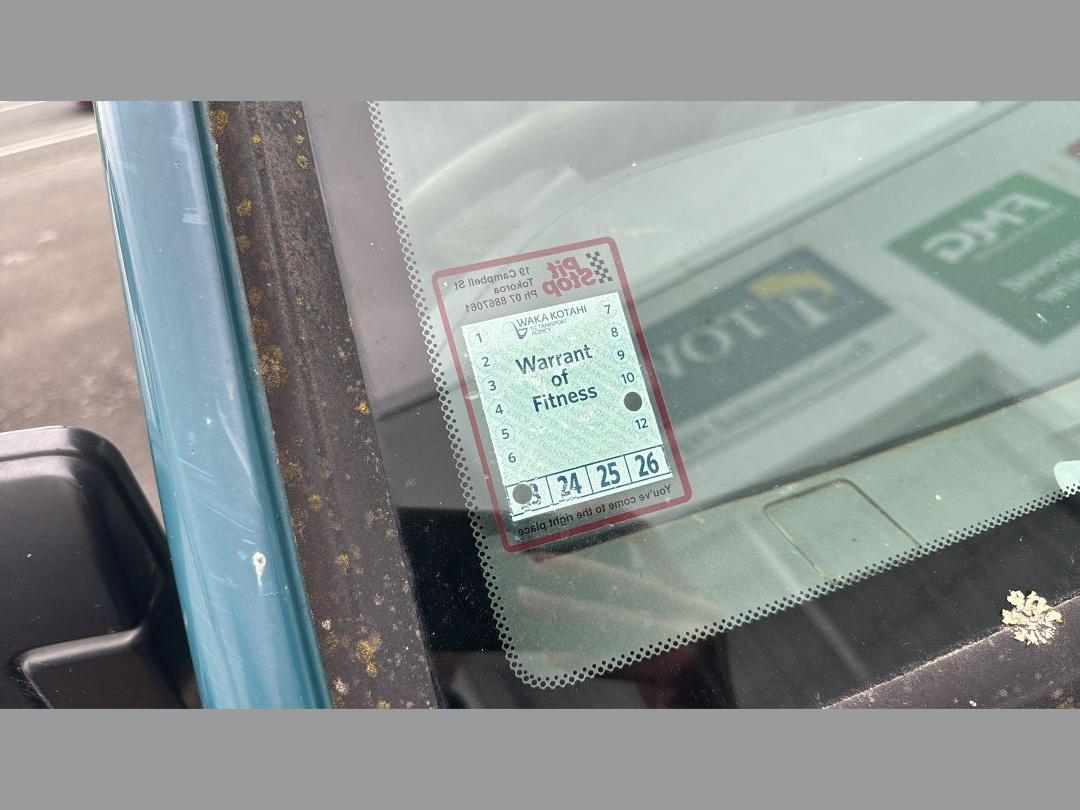 Pit
Stop
19 Campbell St
Tokoroa
Ph 07 8867061
WAKA KOTAHI
NZ TRANSPORT
AGENCY
Warrant
of
Fitness
1
2
3
4
5
6
7
8
9
10
12
24 25 26
You've come to the right place
FMG
VOT